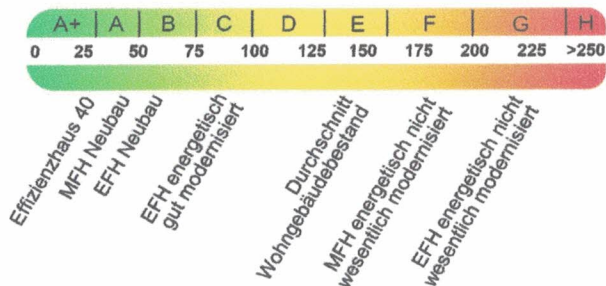 A+ A B C D E F G H
0 25 50 75 100 125 150 175 200 225 >250
Effizienzhaus 40
MFH Neubau
EFH Neubau
EFH energetisch
gut modernisiert
Durchschnitt
Wohngebäudebestand
MFH energetisch nicht
wesentlich modernisiert
EFH energetisch nicht
wesentlich modernisiert